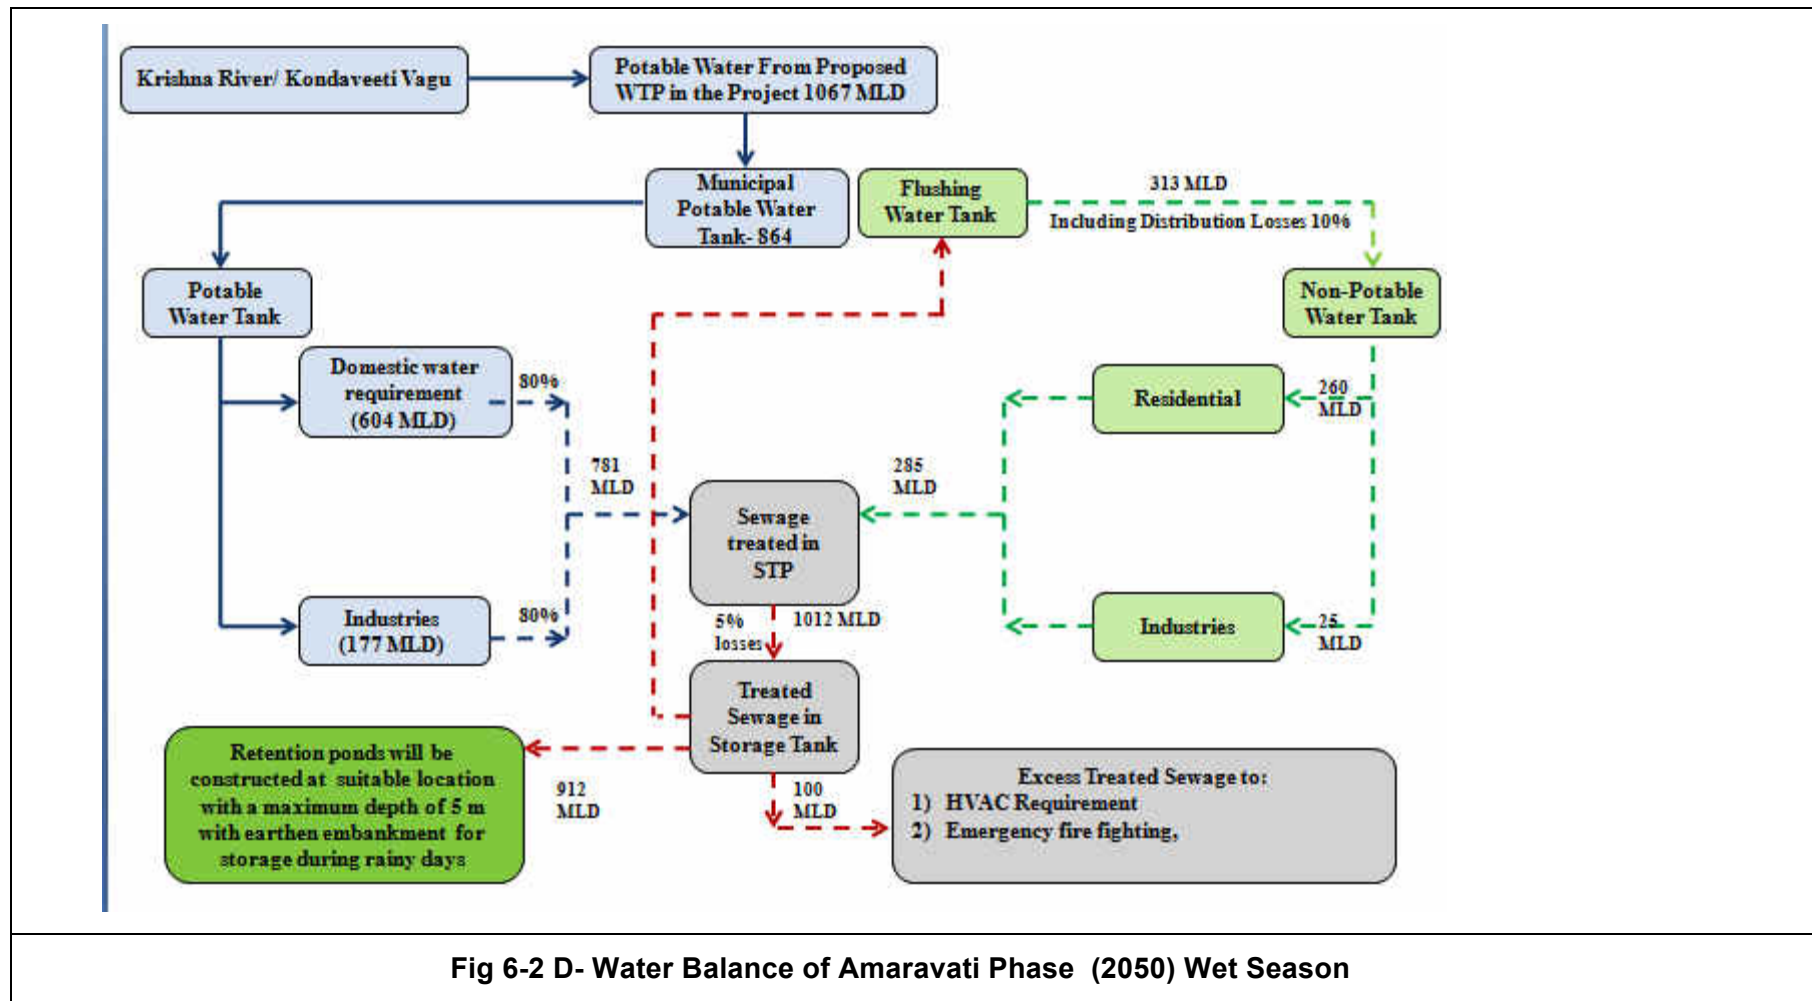 Krishna River/ Kondaveeti Vagu
Potable Water From Proposed
WTP in the Project 1067 MLD
Municipal
Potable Water
Tank- 864
Flushing
Water Tank
313 MLD
Including Distribution Losses 10%
Potable
Water Tank
Non-Potable
Water Tank
Domestic water
requirement
(604 MLD)
80%
Residential
260
MLD
781
MLD
285
MLD
Sewage
treated in
STP
Industries
(177 MLD)
80%
5%
losses
1012 MLD
Industries
25
MLD
Treated
Sewage in
Storage Tank
Retention ponds will be
constructed at suitable location
with a maximum depth of 5 m
with earthen embankment for
storage during rainy days
912
MLD
100
MLD
Excess Treated Sewage to:
1) HVAC Requirement
2) Emergency fire fighting,
Fig 6-2 D- Water Balance of Amaravati Phase (2050) Wet Season